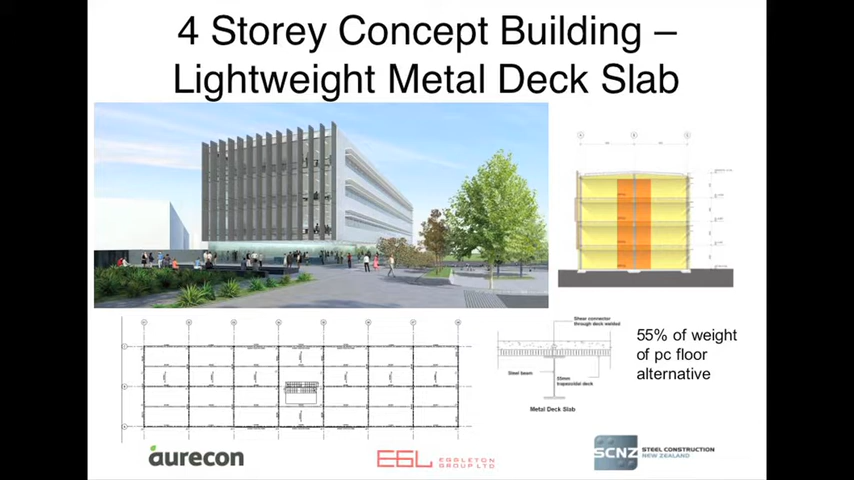 4 Storey Concept Building –
Lightweight Metal Deck Slab
Shear connector
through deck welded
55% of weight
of pc floor
alternative
Steel beam
55mm
trapezoidal deck
Metal Deck Slab
aurecon
EGL
EGGLETON
GROUP LTD
SCNZ
STEEL CONSTRUCTION
NEW ZEALAND